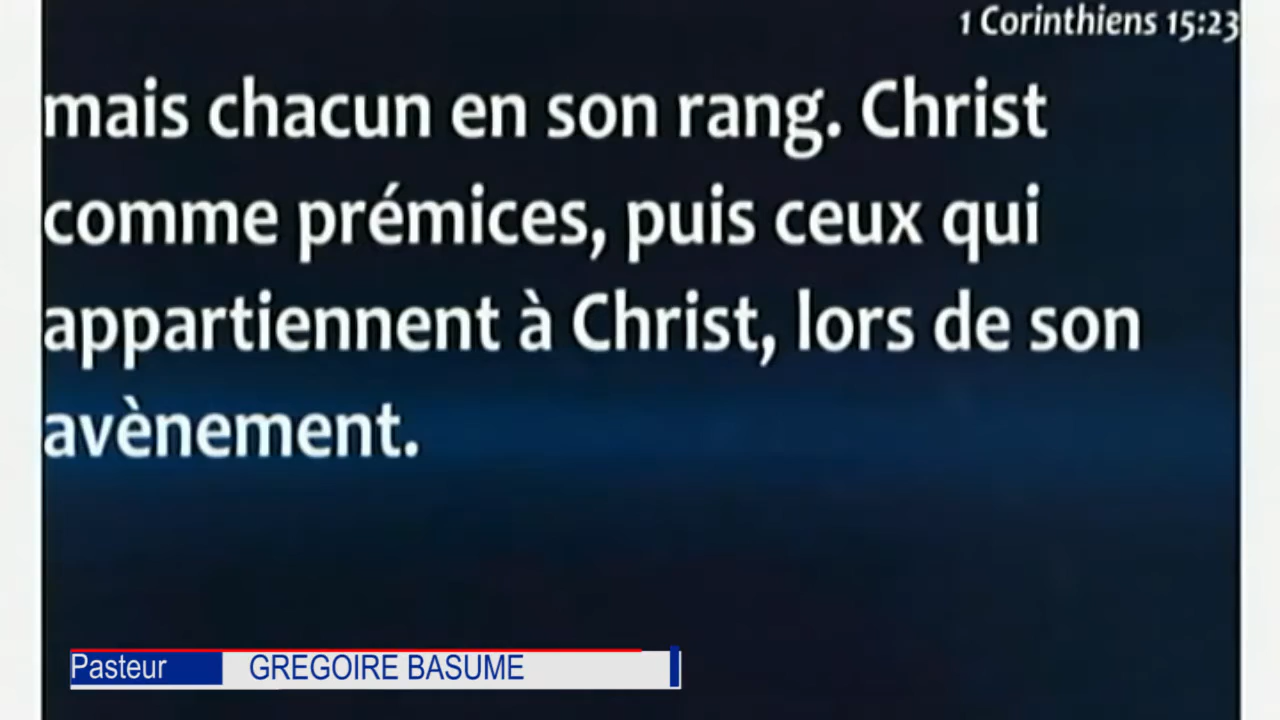 1 Corinthiens 15:23
mais chacun en son rang. Christ
comme prémices, puis ceux qui
appartiennent à Christ, lors de son
avènement.
Pasteur GREGOIRE BASUME